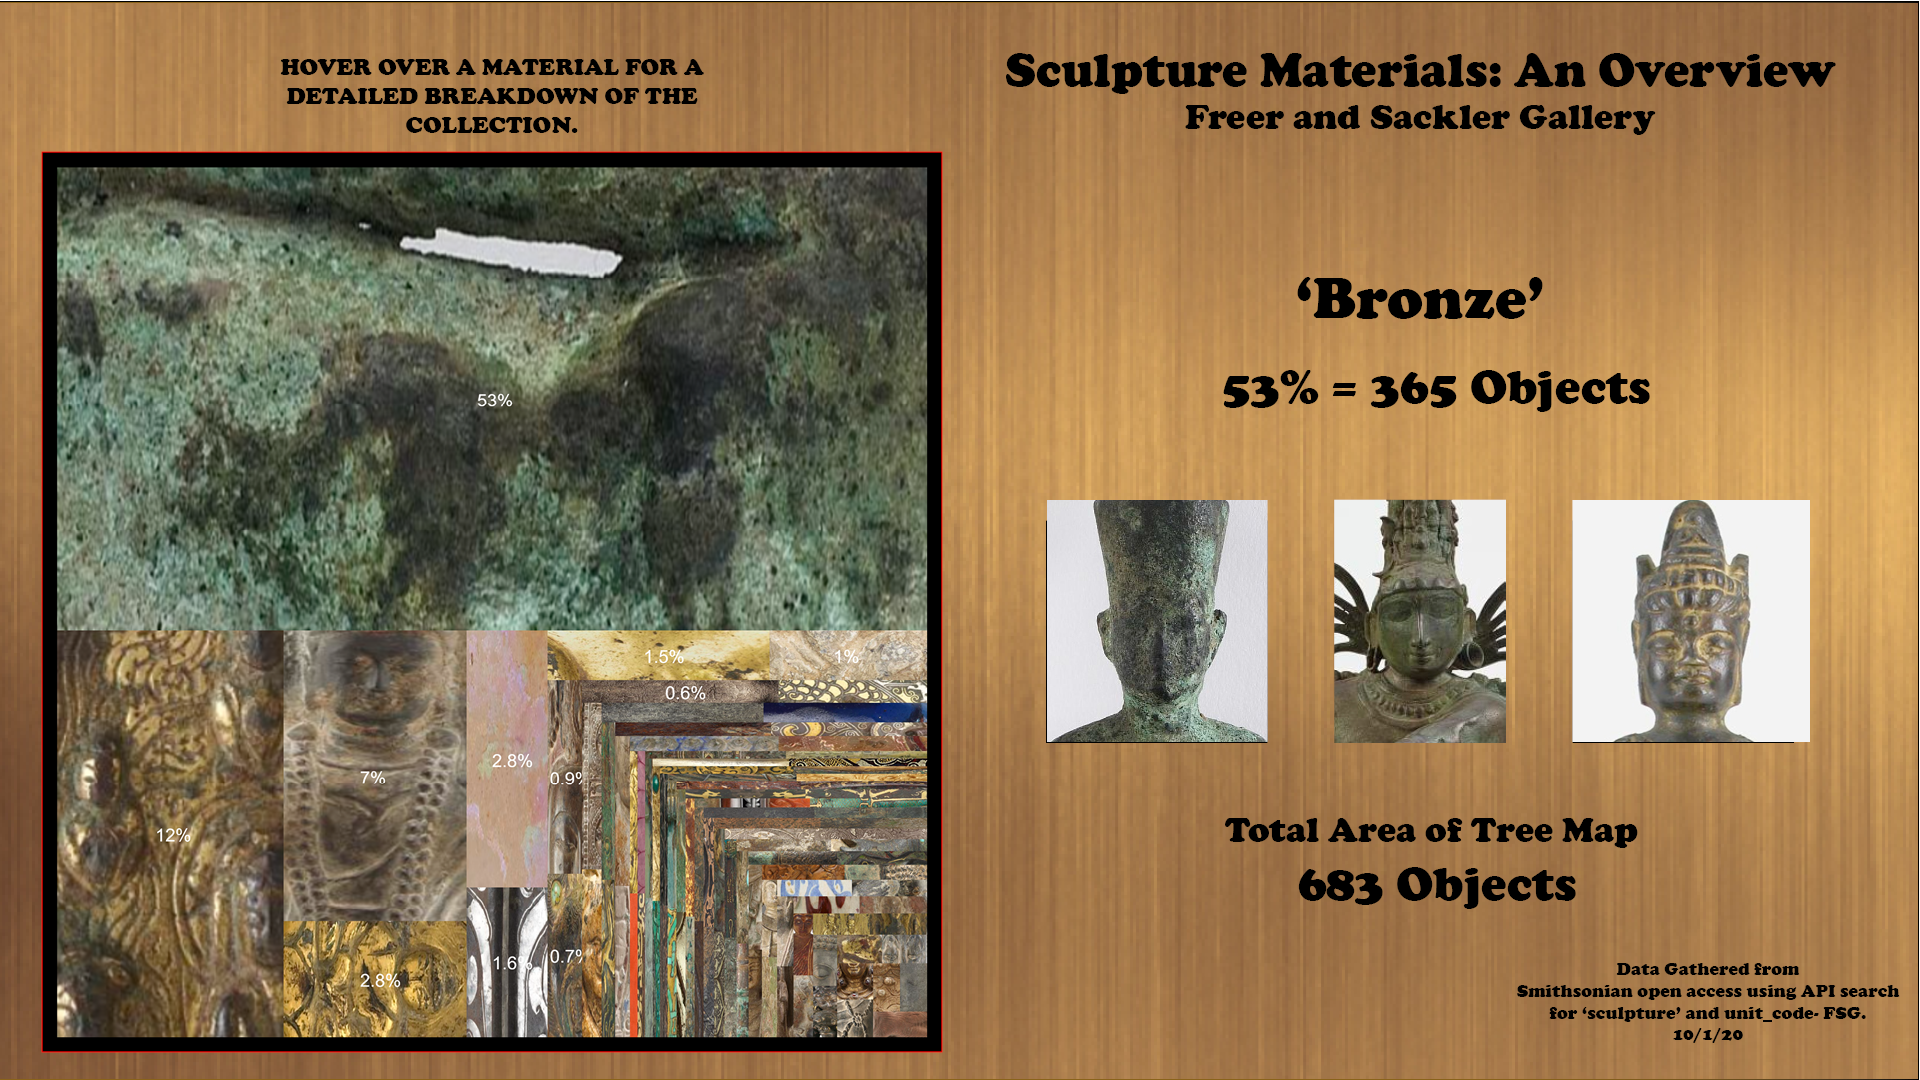 HOVER OVER A MATERIAL FOR A
DETAILED BREAKDOWN OF THE
COLLECTION.
Sculpture Materials: An Overview
Freer and Sackler Gallery
‘Bronze’
53% = 365 Objects
53%
12%
7%
2.8%
2.8%
1.6%
1.5%
1%
0.6%
0.9%
0.7%
Total Area of Tree Map
683 Objects
Data Gathered from
Smithsonian open access using API search
for ‘sculpture’ and unit_code- FSG.
10/1/20